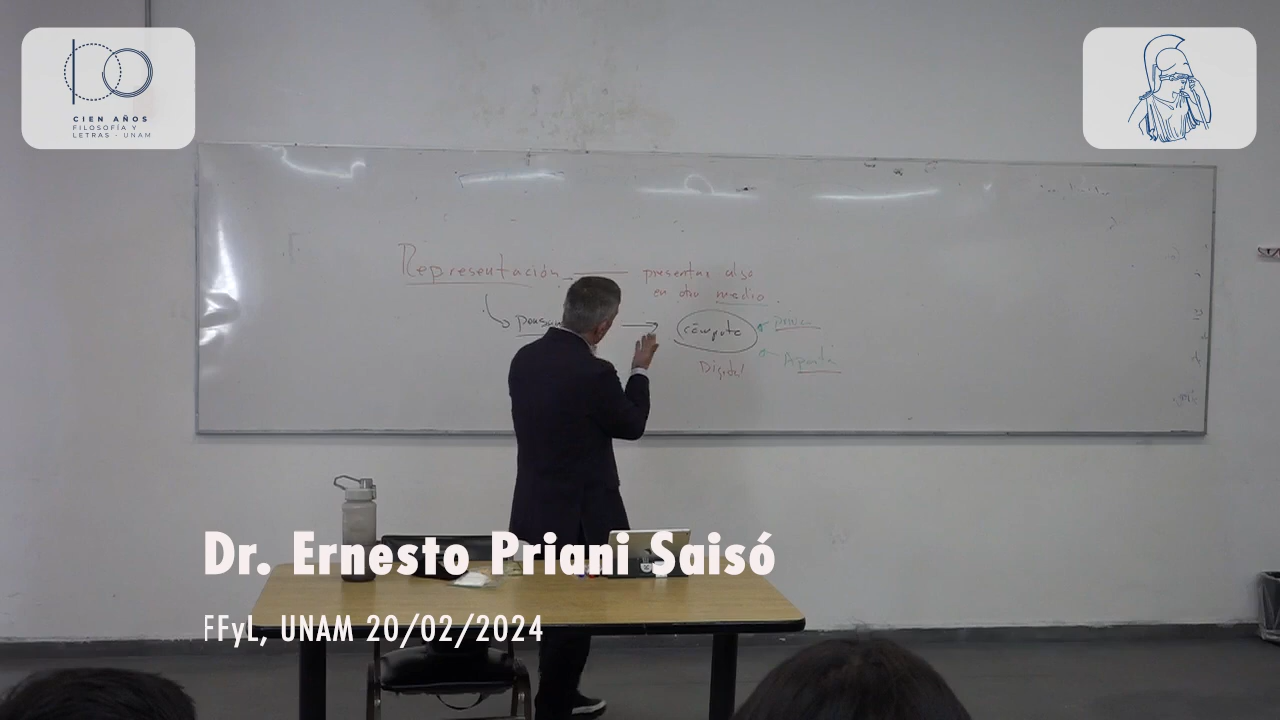 CIEN AÑOS
FILOSOFÍA Y
LETRAS - UNAM
Representación
presentar algo
en otro medio
cómputo
Digital
Dr. Ernesto Priani Saisó
FFyL, UNAM 20/02/2024